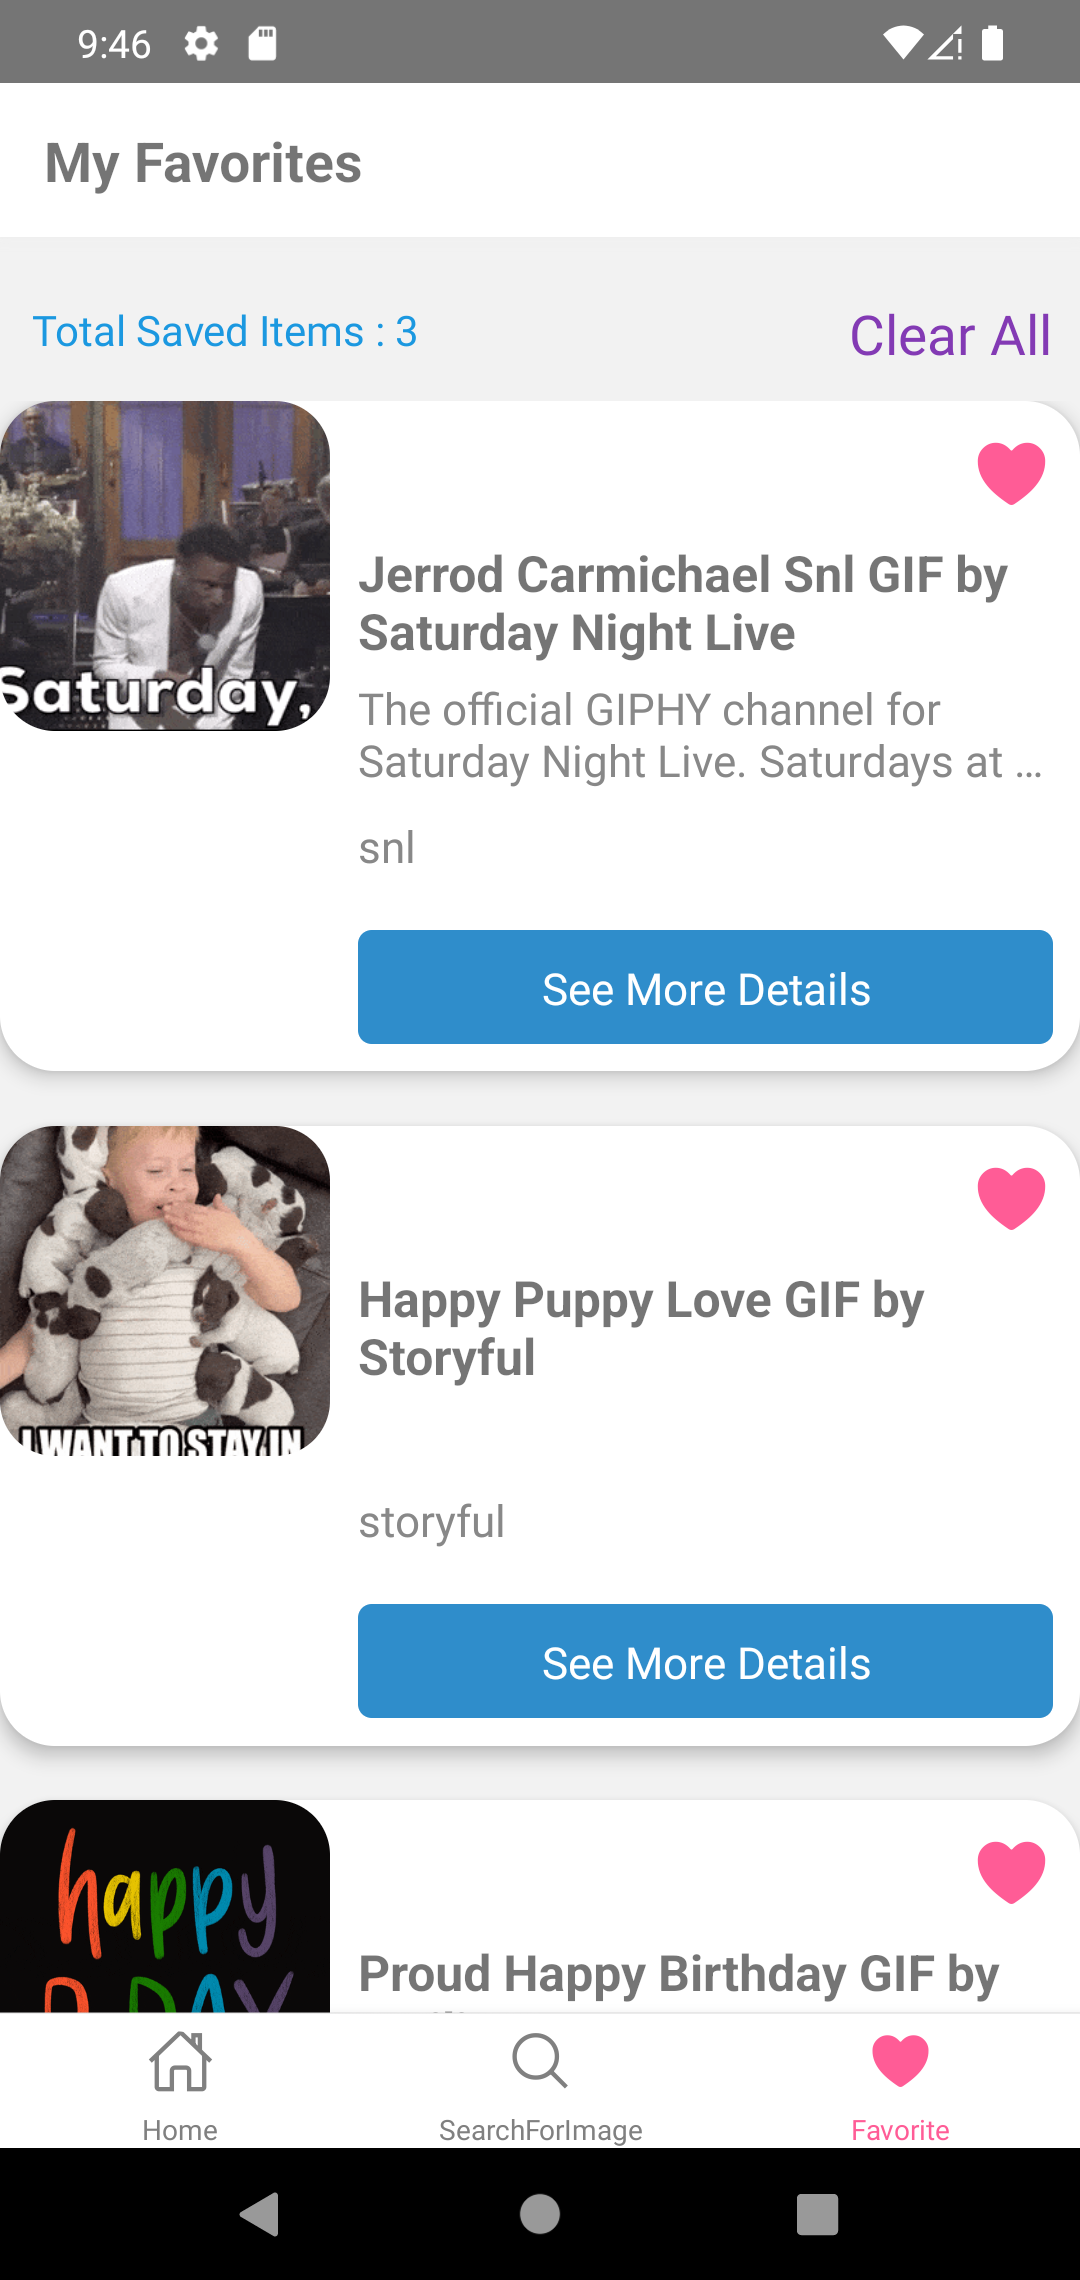 9:46
My Favorites
Total Saved Items : 3
Clear All
Saturday,
Jerrod Carmichael Snl GIF by
Saturday Night Live
The official GIPHY channel for
Saturday Night Live. Saturdays at ...
snl
See More Details
I WANT TO STAY IN
Happy Puppy Love GIF by
Storyful
storyful
See More Details
happy
Proud Happy Birthday GIF by
Home
SearchForImage
Favorite